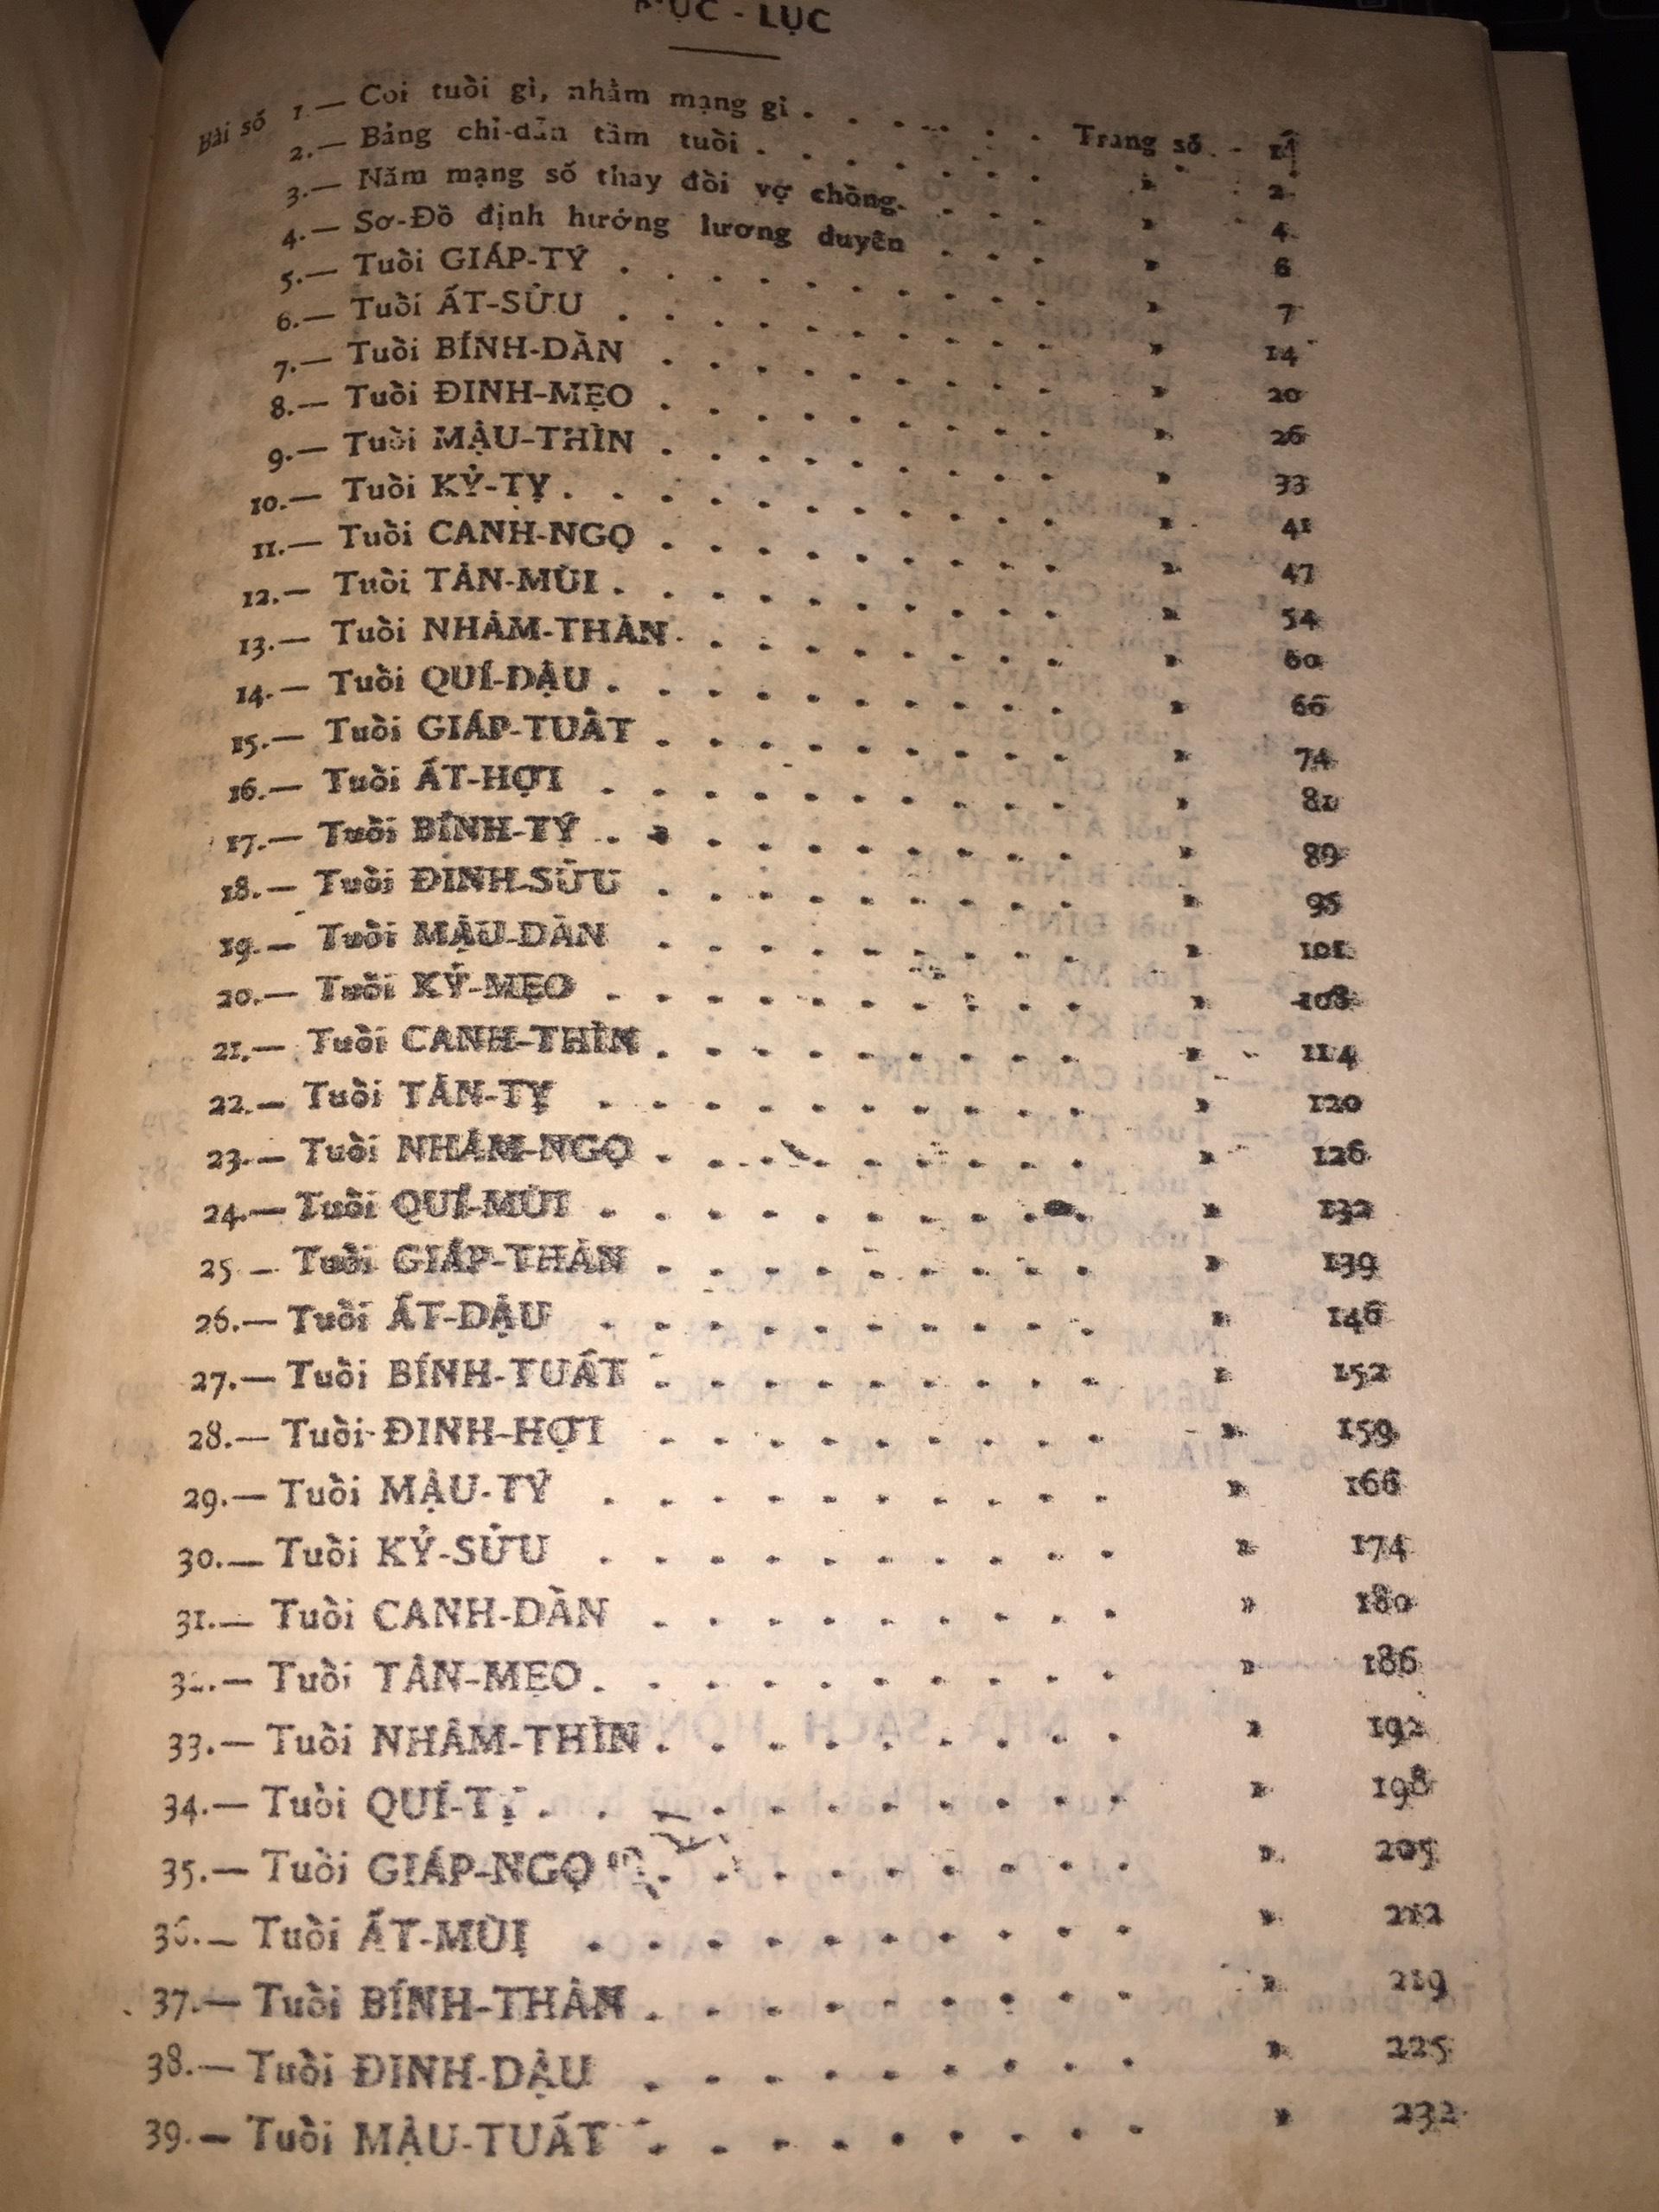 MỤC - LỤC
Bài số 1.— Coi tuổi gì, nhằm mạng gì . . . . . . Trang số . - 1
2.— Bảng chỉ-dẫn tầm tuổi . . . . . . . » 2
3.— Năm mạng số thay đổi vợ chồng. . . . » 4
4.— Sơ-Đồ định hướng lương duyên . . . » 6
5.— Tuổi GIÁP-TÝ . . . . . . . . . » 7
6.— Tuổi ẤT-SỬU . . . . . . . . . » 14
7.— Tuổi BÍNH-DẦN . . . . . . . . » 20
8.— Tuổi ĐINH-MẸO . . . . . . . . » 26
9.— Tuổi MẬU-THÌN . . . . . . . . » 33
10.— Tuổi KỶ-TỴ . . . . . . . . . . » 41
11.— Tuổi CANH-NGỌ . . . . . . . . » 47
12.— Tuổi TÂN-MÙI . . . . . . . . . » 54
13.— Tuổi NHÂM-THÂN . . . . . . . . » 60
14.— Tuổi QUÍ-DẬU . . . . . . . . . » 66
15.— Tuổi GIÁP-TUẤT . . . . . . . . » 74
16.— Tuổi ẤT-HỢI . . . . . . . . . » 81
17.— Tuổi BÍNH-TÝ . . . . . . . . . » 89
18.— Tuổi ĐINH-SỬU . . . . . . . . » 95
19.— Tuổi MẬU-DẦN . . . . . . . . » 101
20.— Tuổi KỶ-MẸO . . . . . . . . . » 108
21.— Tuổi CANH-THÌN . . . . . . . . » 114
22.— Tuổi TÂN-TỴ . . . . . . . . . » 120
23.— Tuổi NHÂM-NGỌ . . . . . . . . » 126
24.— Tuổi QUÍ-MÙI . . . . . . . . . » 132
25 — Tuổi GIÁP-THÂN . . . . . . . . » 139
26.— Tuổi ẤT-DẬU . . . . . . . . . » 146
27.— Tuổi BÍNH-TUẤT . . . . . . . . » 152
28.— Tuổi ĐINH-HỢI . . . . . . . . » 159
29.— Tuổi MẬU-TÝ . . . . . . . . . » 166
30.— Tuổi KỶ-SỬU . . . . . . . . . » 174
31.— Tuổi CANH-DẦN . . . . . . . . » 180
32.— Tuổi TÂN-MẸO . . . . . . . . . » 186
33.— Tuổi NHÂM-THÌN . . . . . . . . » 192
34.— Tuổi QUÍ-TỴ . . . . . . . . . » 198
35.— Tuổi GIÁP-NGỌ . . . . . . . . » 205
36.— Tuổi ẤT-MÙI . . . . . . . . . » 212
37.— Tuổi BÍNH-THÂN . . . . . . . . » 219
38.— Tuổi ĐINH-DẬU . . . . . . . . » 225
39.— Tuổi MẬU-TUẤT . . . . . . . . » 232